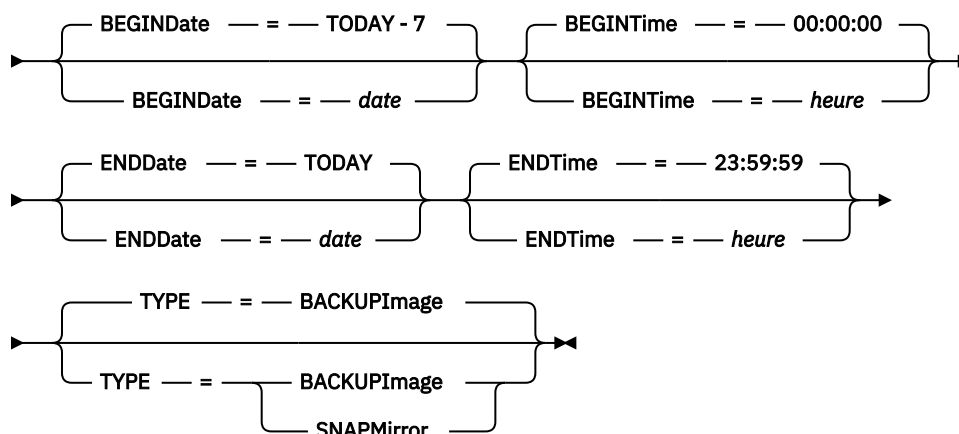 BEGINDate = TODAY - 7 BEGINTime = 00:00:00
BEGINDate = date BEGINTime = heure
ENDDate = TODAY ENDTime = 23:59:59
ENDDate = date ENDTime = heure
TYPE = BACKUPImage
TYPE = BACKUPImage
SNAPMirror